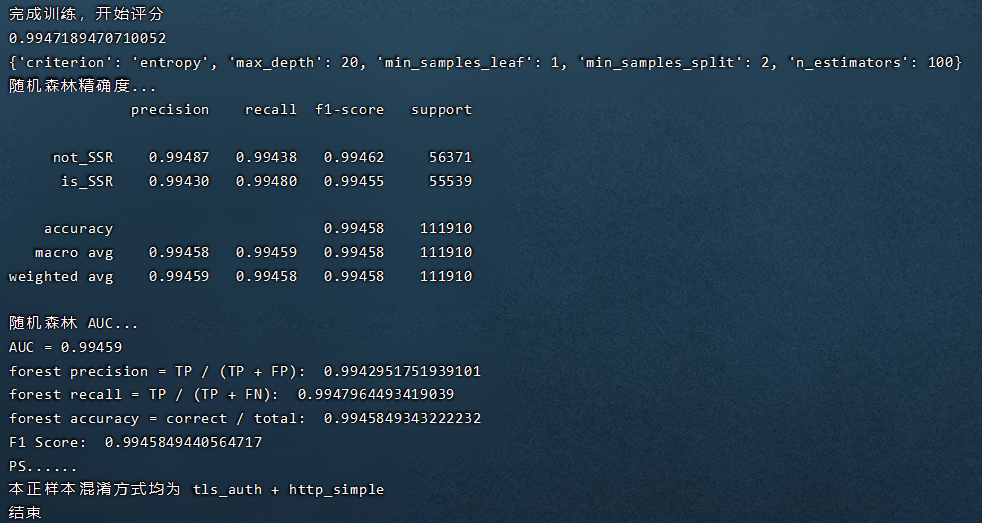 完成训练，开始评分
0.9947189470710052
{'criterion': 'entropy', 'max_depth': 20, 'min_samples_leaf': 1, 'min_samples_split': 2, 'n_estimators': 100}
随机森林精确度...
precision recall f1-score support
not_SSR 0.99487 0.99438 0.99462 56371
is_SSR 0.99430 0.99480 0.99455 55539
accuracy 0.99458 111910
macro avg 0.99458 0.99459 0.99458 111910
weighted avg 0.99459 0.99458 0.99458 111910
随机森林 AUC...
AUC = 0.99459
forest precision = TP / (TP + FP):  0.9942951751939101
forest recall = TP / (TP + FN):  0.9947964493419039
forest accuracy = correct / total:  0.9945849343222232
F1 Score:  0.9945849440564717
PS......
本正样本混淆方式均为 tls_auth + http_simple
结束